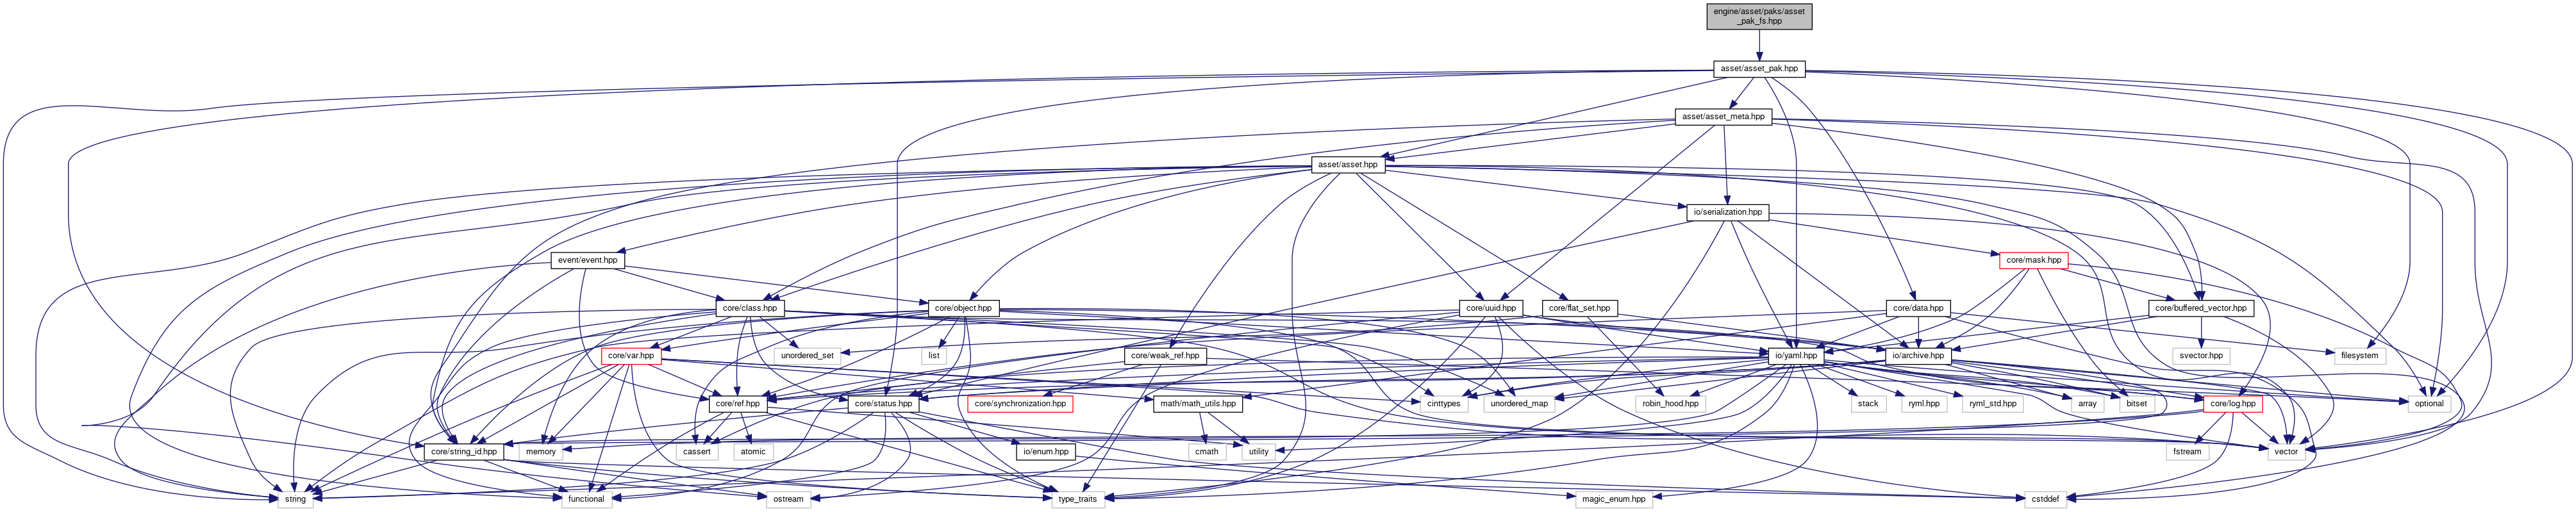 engine/asset/paks/asset
_pak_fs.hpp
asset/asset_pak.hpp
asset/asset_meta.hpp
asset/asset.hpp
io/serialization.hpp
event/event.hpp
core/mask.hpp
core/class.hpp
core/object.hpp
core/uuid.hpp
core/flat_set.hpp
core/data.hpp
core/buffered_vector.hpp
core/var.hpp
unordered_set
list
core/weak_ref.hpp
io/yaml.hpp
io/archive.hpp
svector.hpp
filesystem
core/ref.hpp
core/status.hpp
core/synchronization.hpp
cinttypes
math/math_utils.hpp
unordered_map
robin_hood.hpp
stack
ryml.hpp
ryml_std.hpp
array
bitset
core/log.hpp
optional
core/string_id.hpp
memory
cassert
atomic
io/enum.hpp
cmath
utility
fstream
vector
string
functional
ostream
type_traits
magic_enum.hpp
cstddef